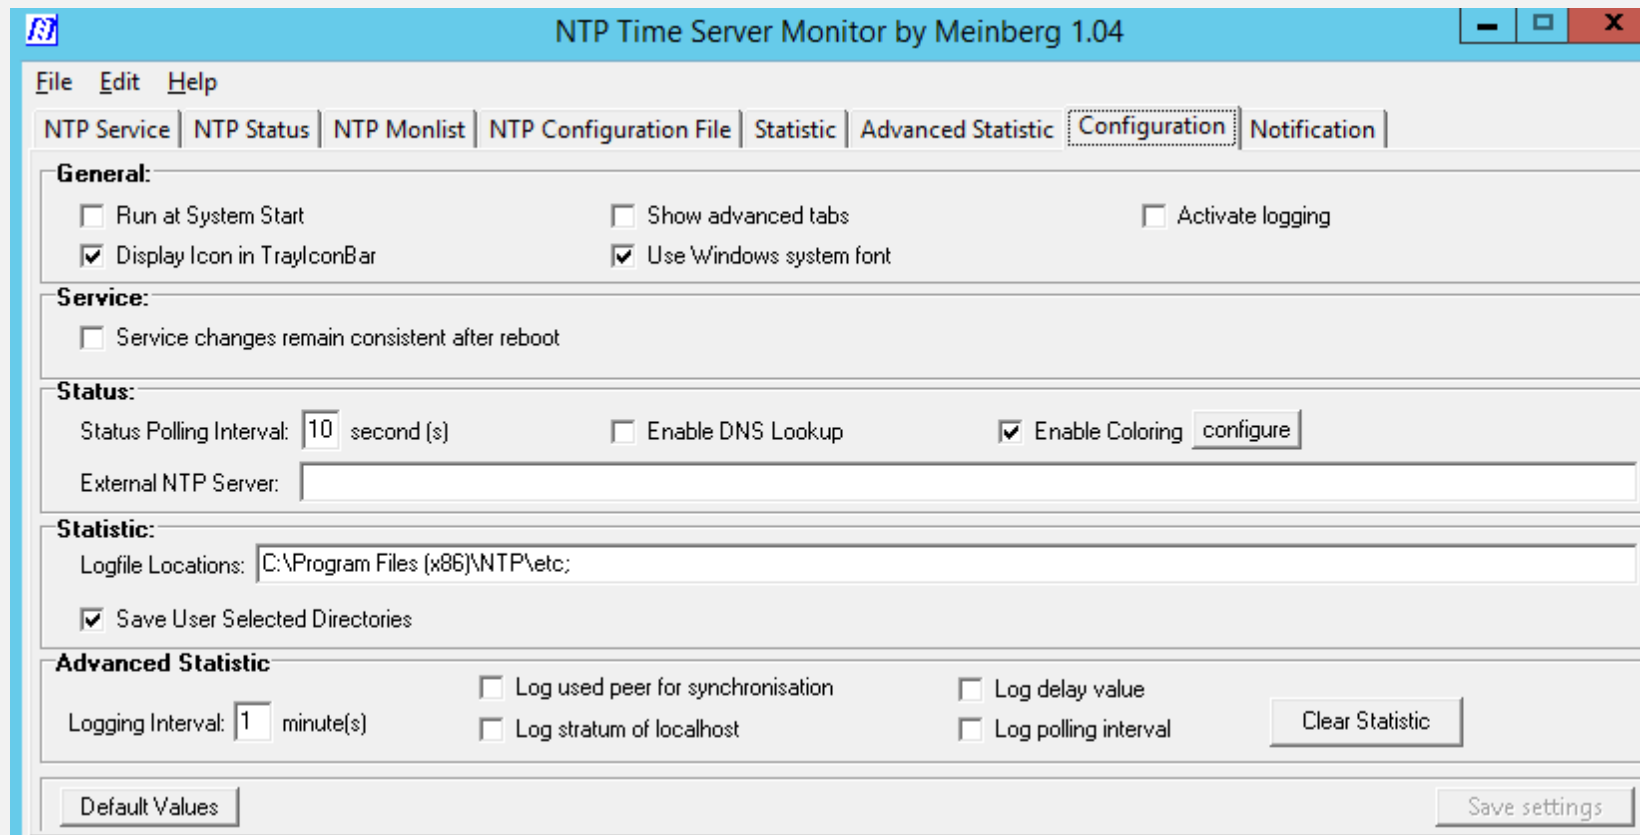 NTP Time Server Monitor by Meinberg 1.04
File Edit Help
NTP Service NTP Status NTP Monlist NTP Configuration File Statistic Advanced Statistic Configuration Notification
General:
Run at System Start Show advanced tabs Activate logging
Display Icon in TrayIconBar Use Windows system font
Service:
Service changes remain consistent after reboot
Status:
Status Polling Interval: 10 second (s) Enable DNS Lookup Enable Coloring configure
External NTP Server:
Statistic:
Logfile Locations: C:\Program Files (x86)\NTP\etc;
Save User Selected Directories
Advanced Statistic
Log used peer for synchronisation Log delay value
Logging Interval: 1 minute(s) Clear Statistic
Log stratum of localhost Log polling interval
Default Values Save settings